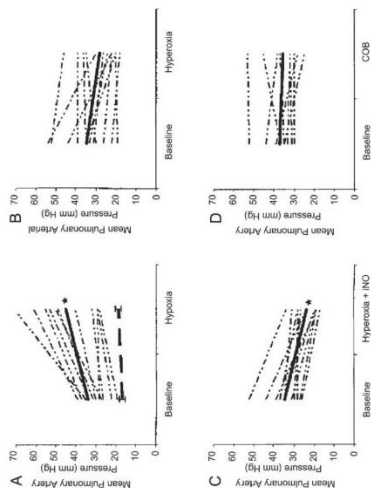 A
Mean Pulmonary Artery
Pressure (mm Hg)
70
60
50
40
30
20
10
0
*
Baseline
Hypoxia
B
Mean Pulmonary Arterial
Pressure (mm Hg)
70
60
50
40
30
20
10
0
Baseline
Hyperoxia
C
Mean Pulmonary Artery
Pressure (mm Hg)
70
60
50
40
30
20
10
0
*
Baseline
Hyperoxia + iNO
D
Mean Pulmonary Artery
Pressure (mm Hg)
70
60
50
40
30
20
10
0
Baseline
COB